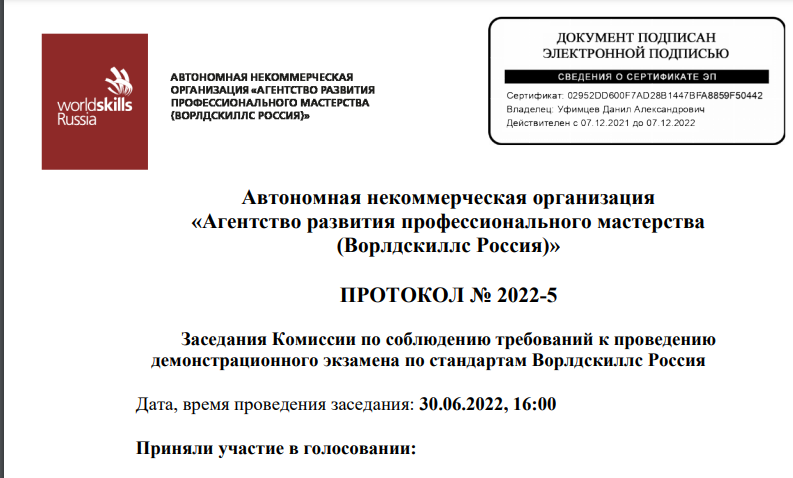 worldskills
Russia
АВТОНОМНАЯ НЕКОММЕРЧЕСКАЯ
ОРГАНИЗАЦИЯ «АГЕНТСТВО РАЗВИТИЯ
ПРОФЕССИОНАЛЬНОГО МАСТЕРСТВА
(ВОРЛДСКИЛЛС РОССИЯ)»
ДОКУМЕНТ ПОДПИСАН
ЭЛЕКТРОННОЙ ПОДПИСЬЮ
СВЕДЕНИЯ О СЕРТИФИКАТЕ ЭП
Сертификат: 02952DD600F7AD28B1447BFA8859F50442
Владелец: Уфимцев Данил Александрович
Действителен с 07.12.2021 до 07.12.2022
Автономная некоммерческая организация
«Агентство развития профессионального мастерства
(Ворлдскиллс Россия)»
ПРОТОКОЛ № 2022-5
Заседания Комиссии по соблюдению требований к проведению
демонстрационного экзамена по стандартам Ворлдскиллс Россия
Дата, время проведения заседания: 30.06.2022, 16:00
Приняли участие в голосовании: